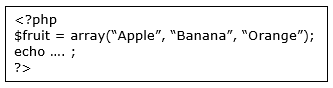 <?php
$fruit = array(“Apple”, “Banana”, “Orange”);
echo .... ;
?>